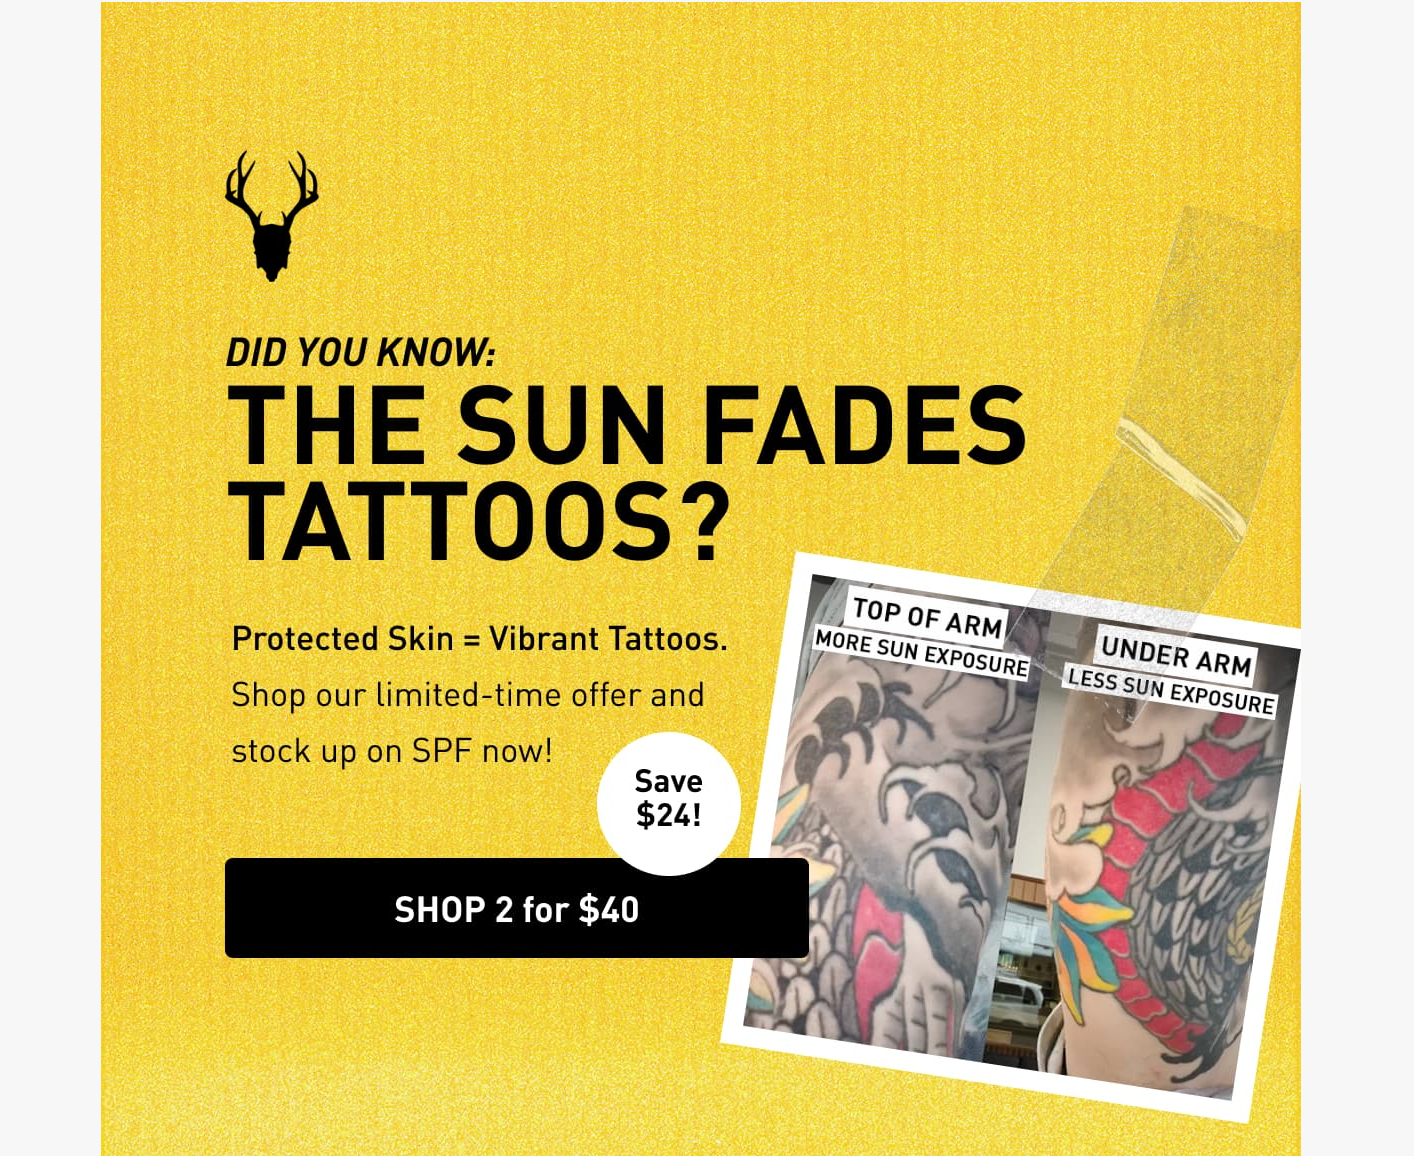 DID YOU KNOW:
THE SUN FADES
TATTOOS?
Protected Skin = Vibrant Tattoos.
Shop our limited-time offer and
stock up on SPF now!
Save
$24!
SHOP 2 for $40
TOP OF ARM
MORE SUN EXPOSURE
UNDER ARM
LESS SUN EXPOSURE